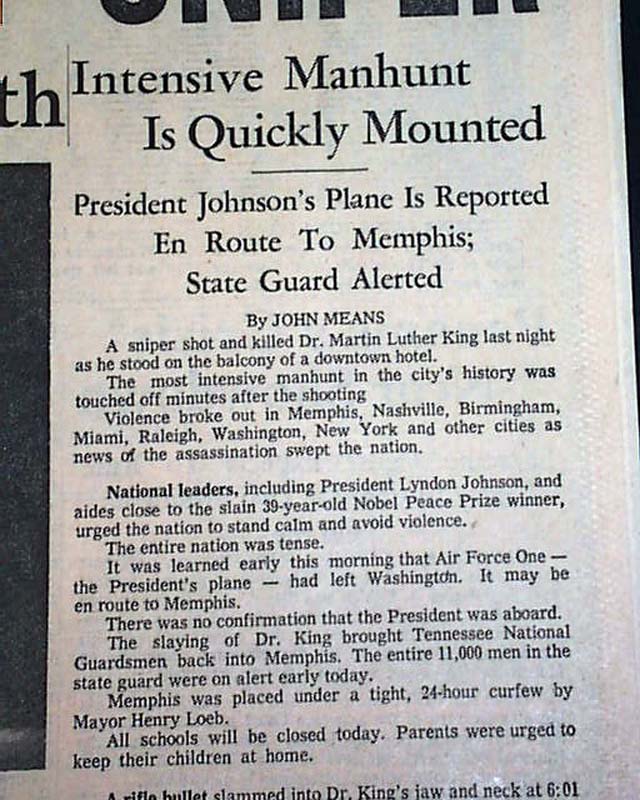 SNIPER
th
Intensive Manhunt
Is Quickly Mounted
President Johnson's Plane Is Reported
En Route To Memphis;
State Guard Alerted
By JOHN MEANS
A sniper shot and killed Dr. Martin Luther King last night
as he stood on the balcony of a downtown hotel.
The most intensive manhunt in the city's history was
touched off minutes after the shooting
Violence broke out in Memphis, Nashville, Birmingham,
Miami, Raleigh, Washington, New York and other cities as
news of the assassination swept the nation.
National leaders, including President Lyndon Johnson, and
aides close to the slain 39-year-old Nobel Peace Prize winner,
urged the nation to stand calm and avoid violence.
The entire nation was tense.
It was learned early this morning that Air Force One —
the President's plane — had left Washington. It may be
en route to Memphis.
There was no confirmation that the President was aboard.
The slaying of Dr. King brought Tennessee National
Guardsmen back into Memphis. The entire 11,000 men in the
state guard were on alert early today.
Memphis was placed under a tight, 24-hour curfew by
Mayor Henry Loeb.
All schools will be closed today. Parents were urged to
keep their children at home.
A rifle bullet slammed into Dr. King's jaw and neck at 6:01